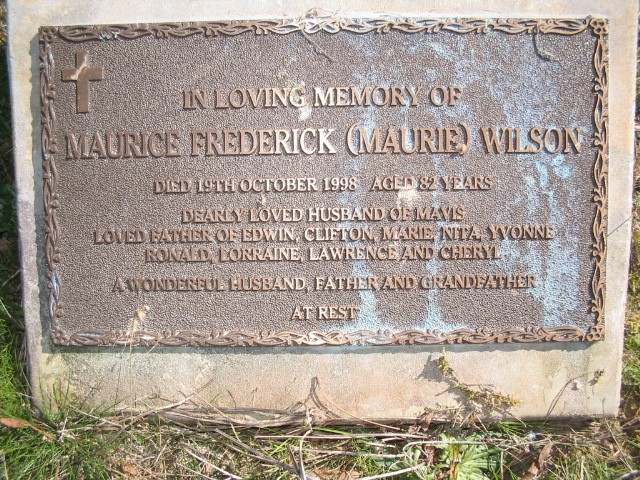 IN LOVING MEMORY OF
MAURICE FREDERICK (MAURIE) WILSON
DIED 19TH OCTOBER 1998 AGED 82 YEARS
DEARLY LOVED HUSBAND OF MAVIS
LOVED FATHER OF EDWIN, CLIFTON, MARIE, NITA, YVONNE
RONALD, LORRAINE, LAWRENCE AND CHERYL
A WONDERFUL HUSBAND, FATHER AND GRANDFATHER
AT REST